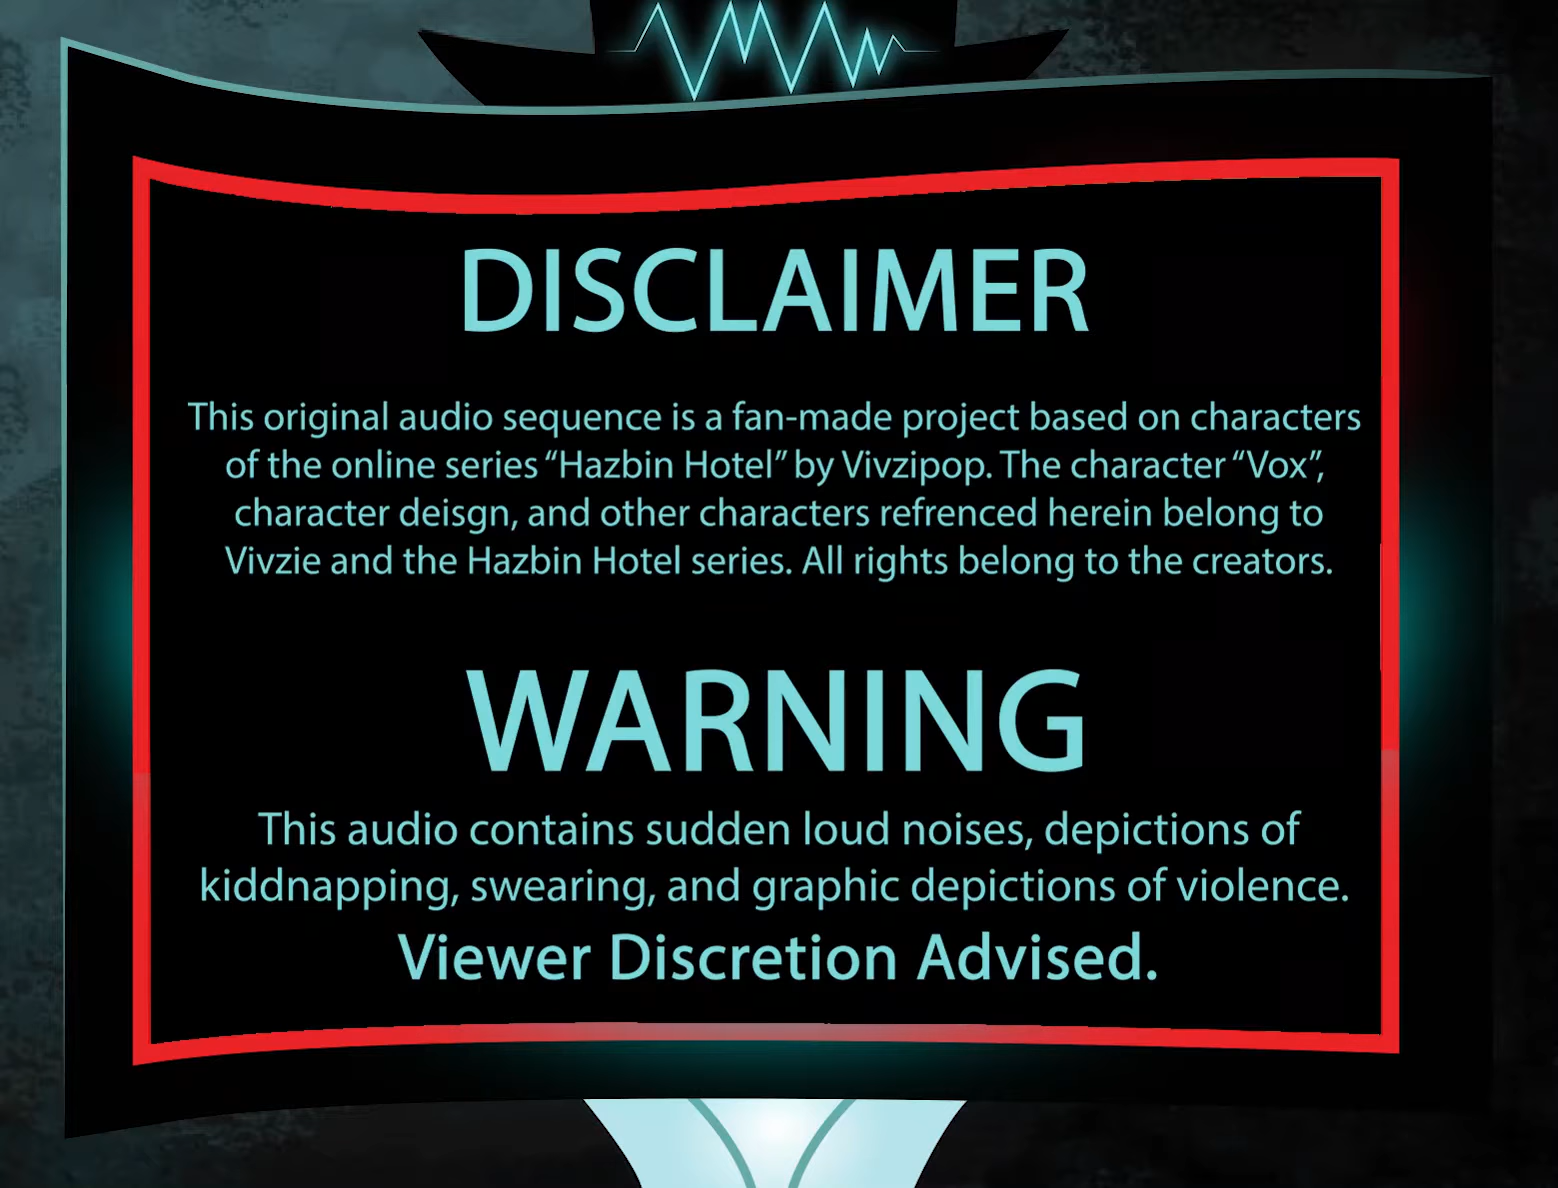 DISCLAIMER
This original audio sequence is a fan-made project based on characters
of the online series “Hazbin Hotel” by Vivzipop. The character “Vox”,
character deisgn, and other characters refrenced herein belong to
Vivzie and the Hazbin Hotel series. All rights belong to the creators.
WARNING
This audio contains sudden loud noises, depictions of
kiddnapping, swearing, and graphic depictions of violence.
Viewer Discretion Advised.